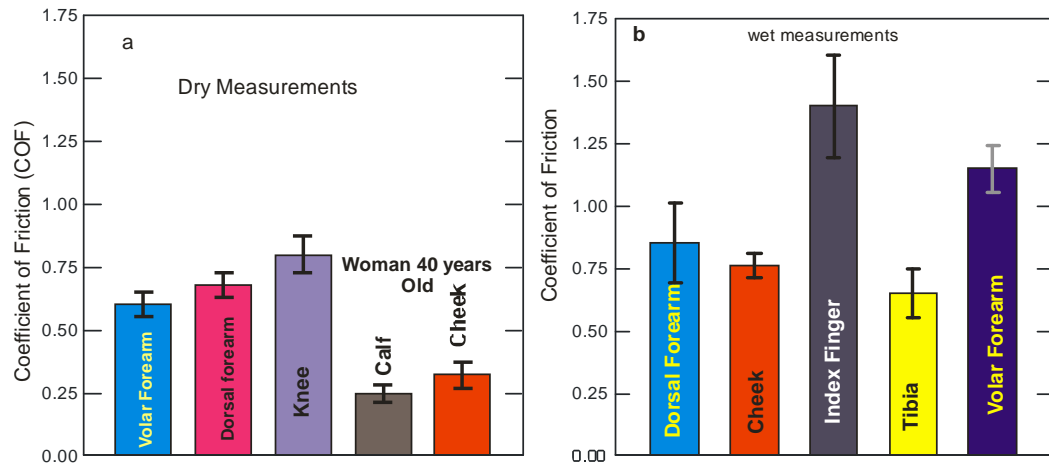 a
Dry Measurements
Coefficient of Friction (COF)
1.75
1.50
1.25
1.00
0.75
0.50
0.25
0.00
Volar Forearm
Dorsal forearm
Knee
Woman 40 years
Old
Calf
Cheek
b
wet measurements
Coefficient of Friction
1.75
1.50
1.25
1.00
0.75
0.50
0.25
0.00
Dorsal Forearm
Cheek
Index Finger
Tibia
Volar Forearm